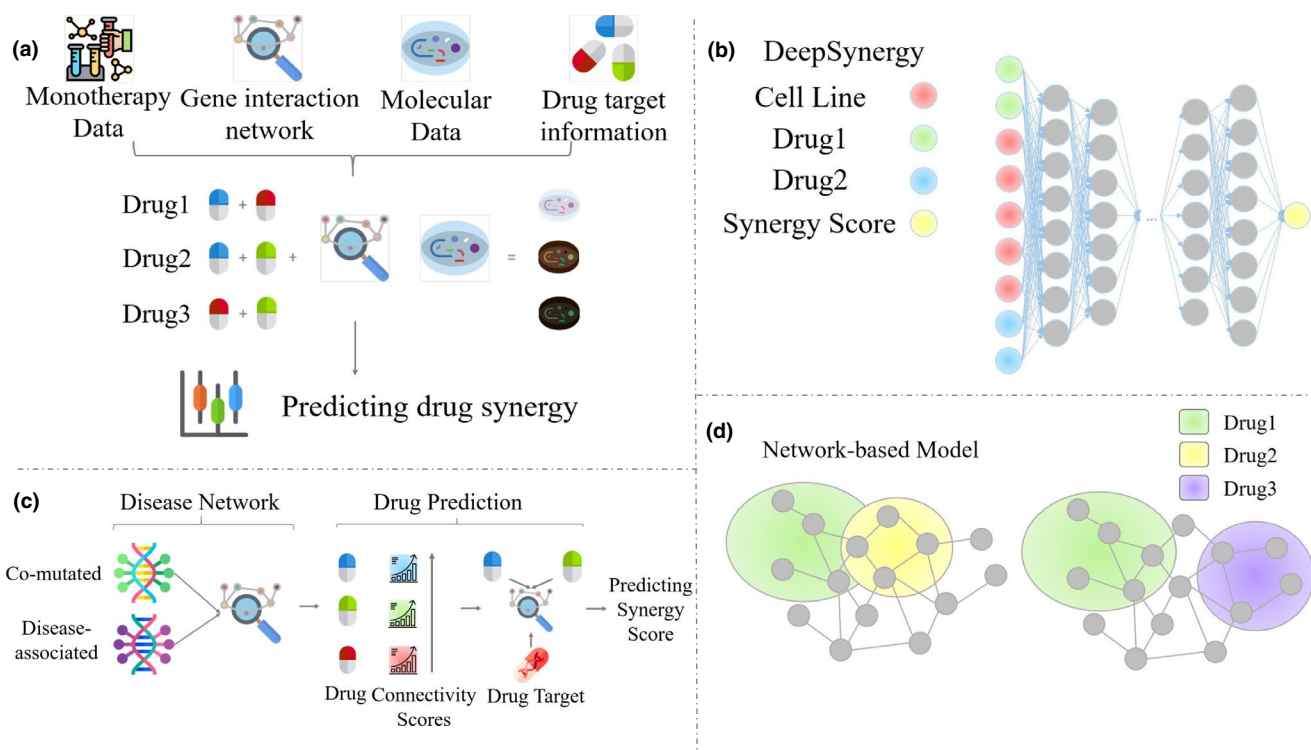 (a)
Monotherapy
Data
Gene interaction
network
Molecular
Data
Drug target
information
Drug1
+
Drug2
+
+
=
Drug3
+
Predicting drug synergy
(b)
DeepSynergy
Cell Line
Drug1
Drug2
Synergy Score
...
(c)
Disease Network
Drug Prediction
Co-mutated
Disease-
associated
Predicting
Synergy
Score
Drug
Connectivity
Scores
Drug Target
(d)
Network-based Model
Drug1
Drug2
Drug3